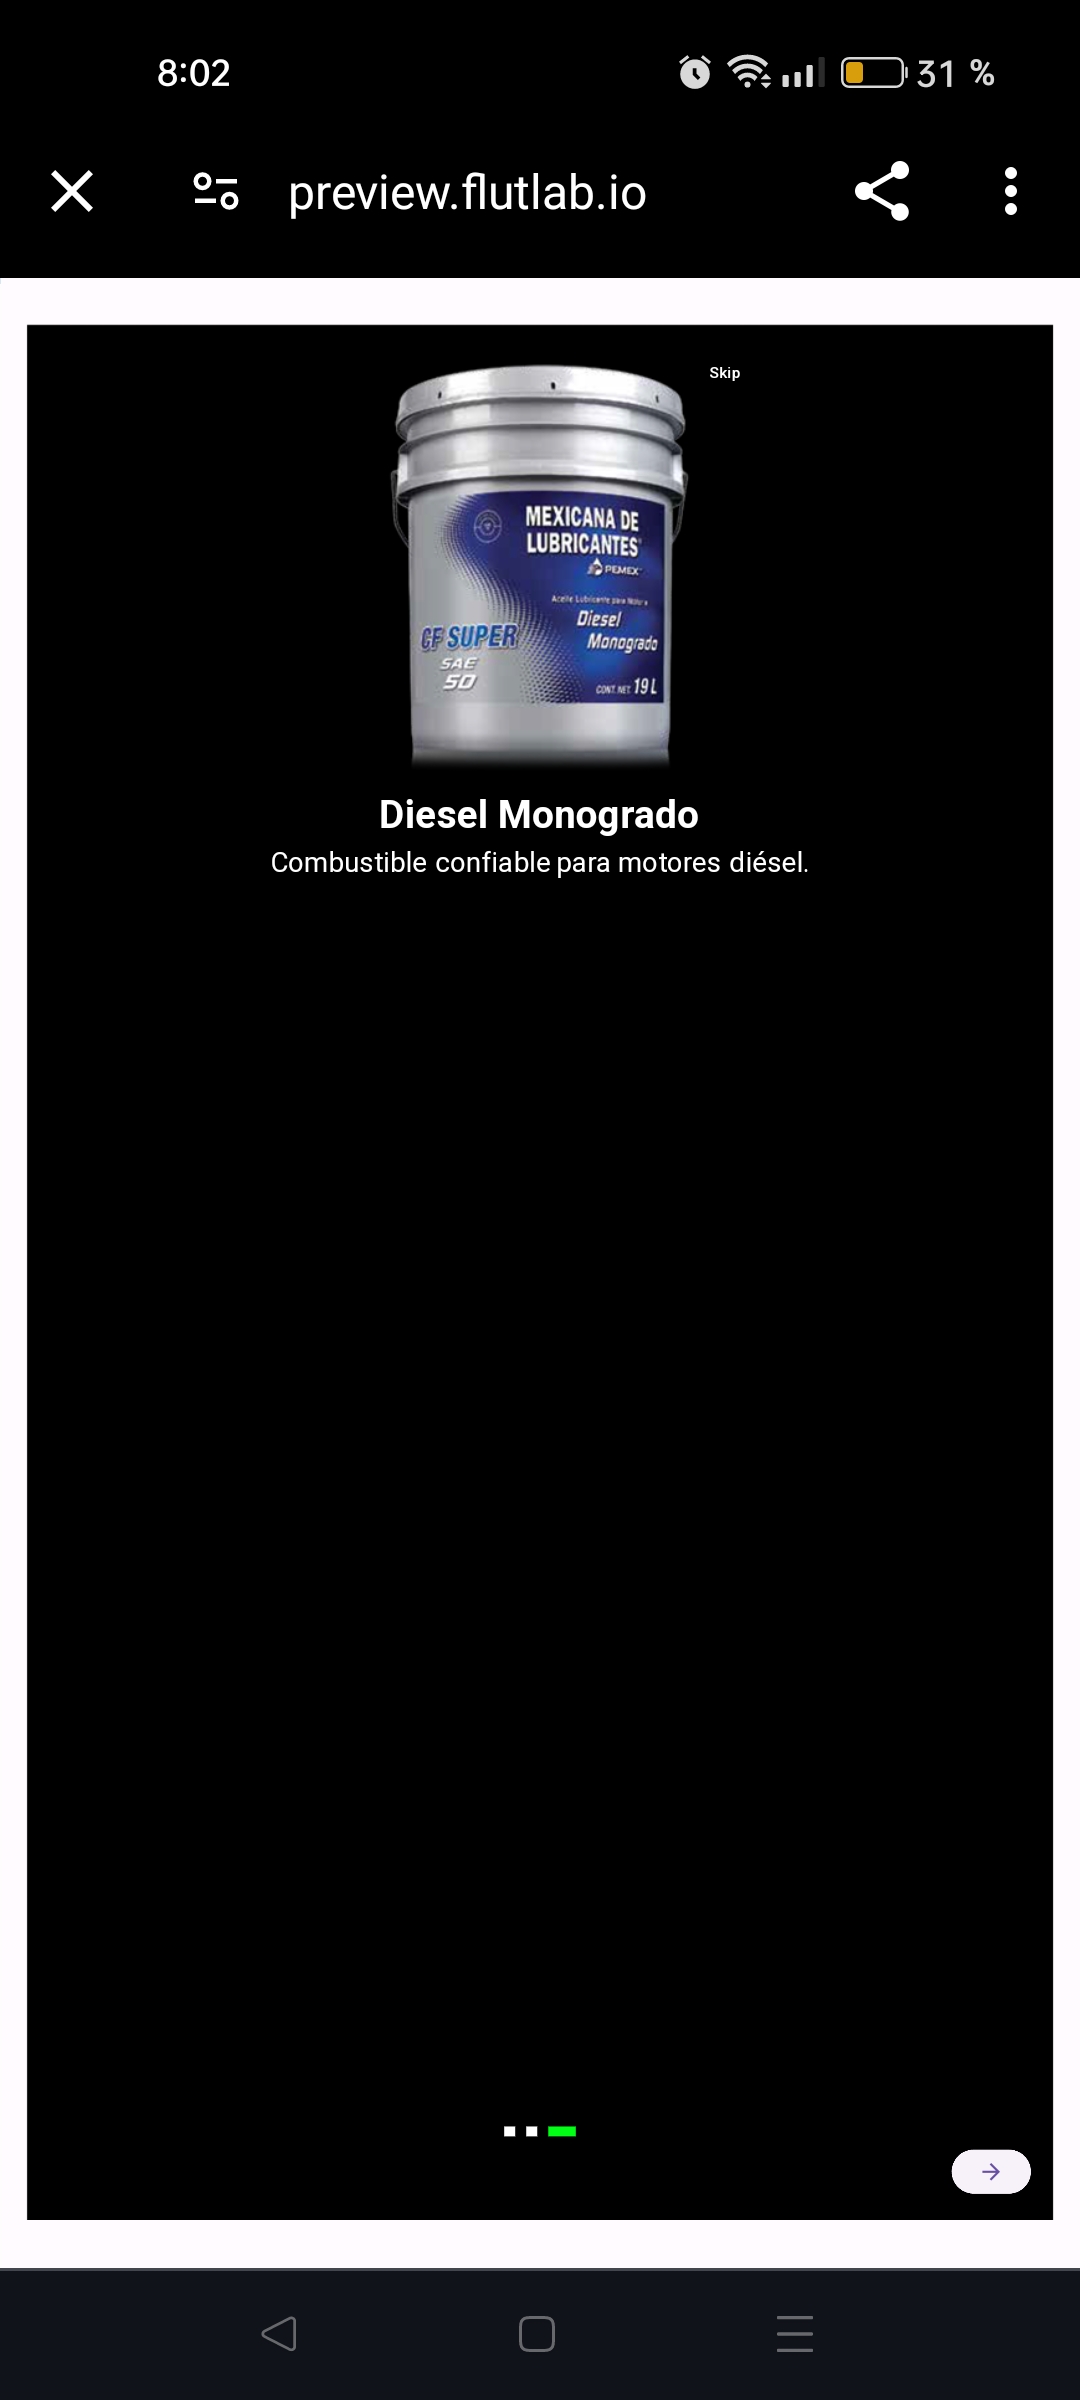 8:02
31 %
preview.flutlab.io
Skip
MEXICANA DE
LUBRICANTES
PEMEX
Aceite Lubricante para Motor a
Diesel
Monogrado
CF SUPER
SAE
50
CONT. NET. 19 L
Diesel Monogrado
Combustible confiable para motores diésel.